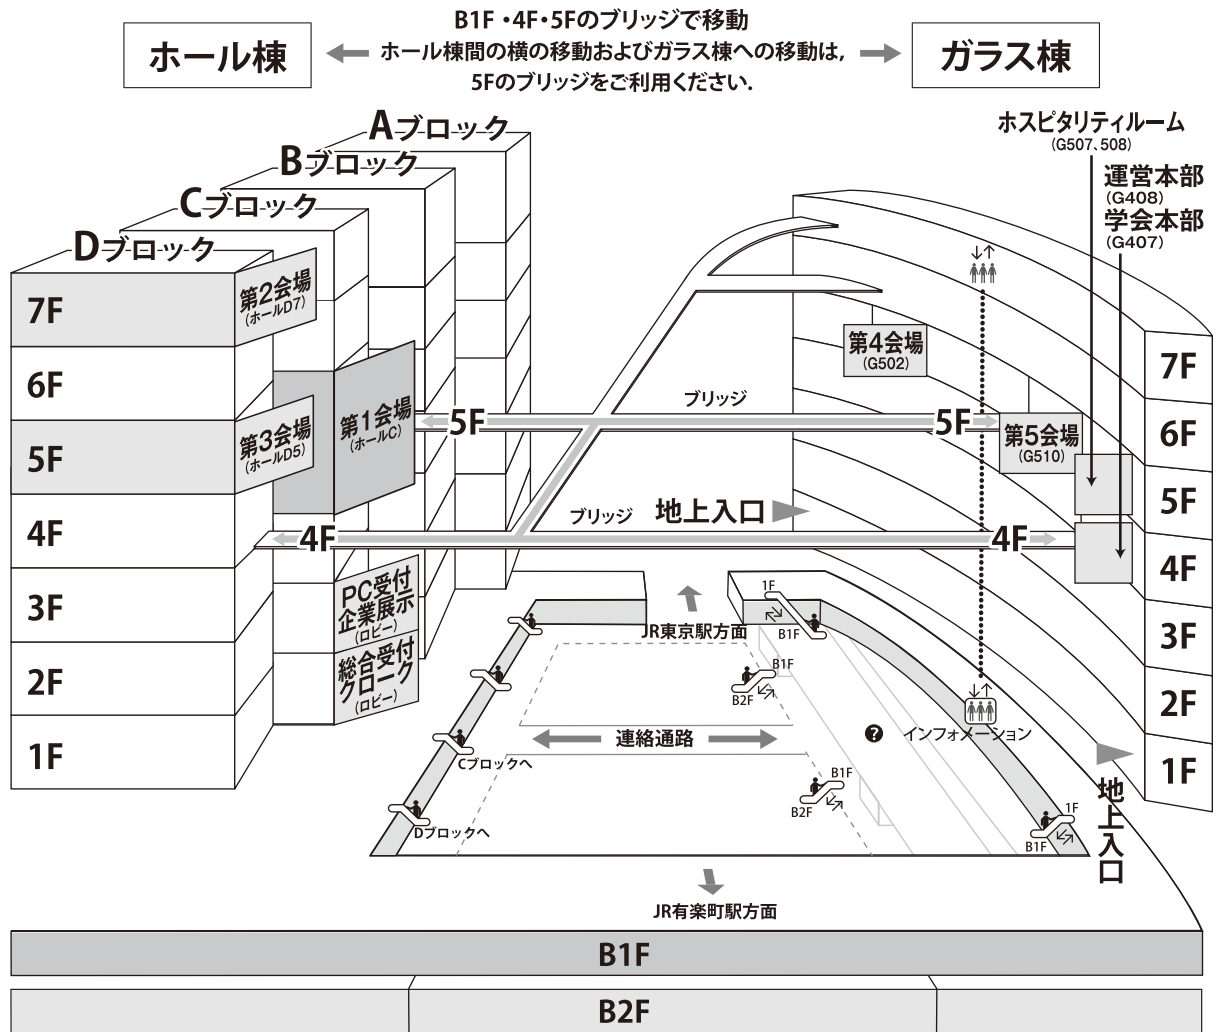 B1F・4F・5Fのブリッジで移動
ホール棟
ホール棟間の横の移動およびガラス棟への移動は,
ガラス棟
5Fのブリッジをご利用ください.
Aブロック
Bブロック
Cブロック
Dブロック
ホスピタリティルーム
(G507、508)
運営本部
(G408)
学会本部
(G407)
7F
6F
5F
4F
3F
2F
1F
第2会場
(ホールD7)
第3会場
(ホールD5)
第1会場
(ホールC)
PC受付
企業展示
(ロビー)
総合受付
クローク
(ロビー)
第4会場
(G502)
第5会場
(G510)
ブリッジ
5F
5F
ブリッジ
地上入口
4F
4F
7F
6F
5F
4F
3F
2F
1F
JR東京駅方面
1F
B1F
B1F
B2F
連絡通路
?
インフォメーション
Cブロックへ
Dブロックへ
B1F
B2F
1F
B1F
地上入口
JR有楽町駅方面
B1F
B2F